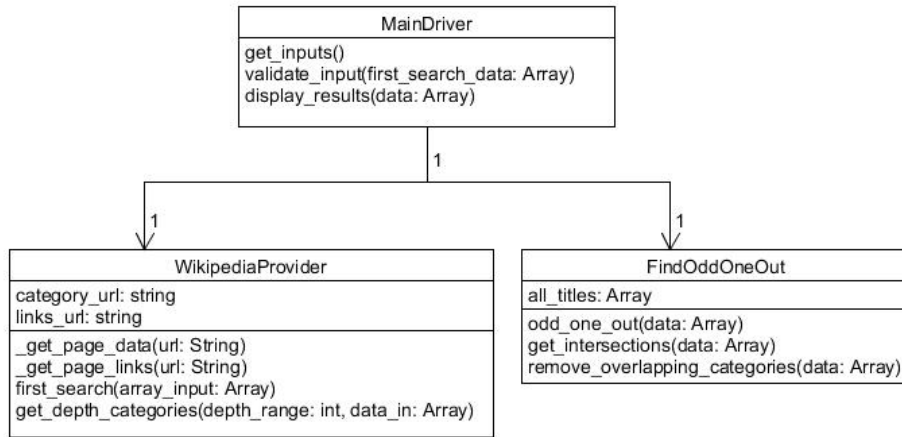 MainDriver
get_inputs()
validate_input(first_search_data: Array)
display_results(data: Array)
1
1
1
WikipediaProvider
category_url: string
links_url: string
_get_page_data(url: String)
_get_page_links(url: String)
first_search(array_input: Array)
get_depth_categories(depth_range: int, data_in: Array)
FindOddOneOut
all_titles: Array
odd_one_out(data: Array)
get_intersections(data: Array)
remove_overlapping_categories(data: Array)